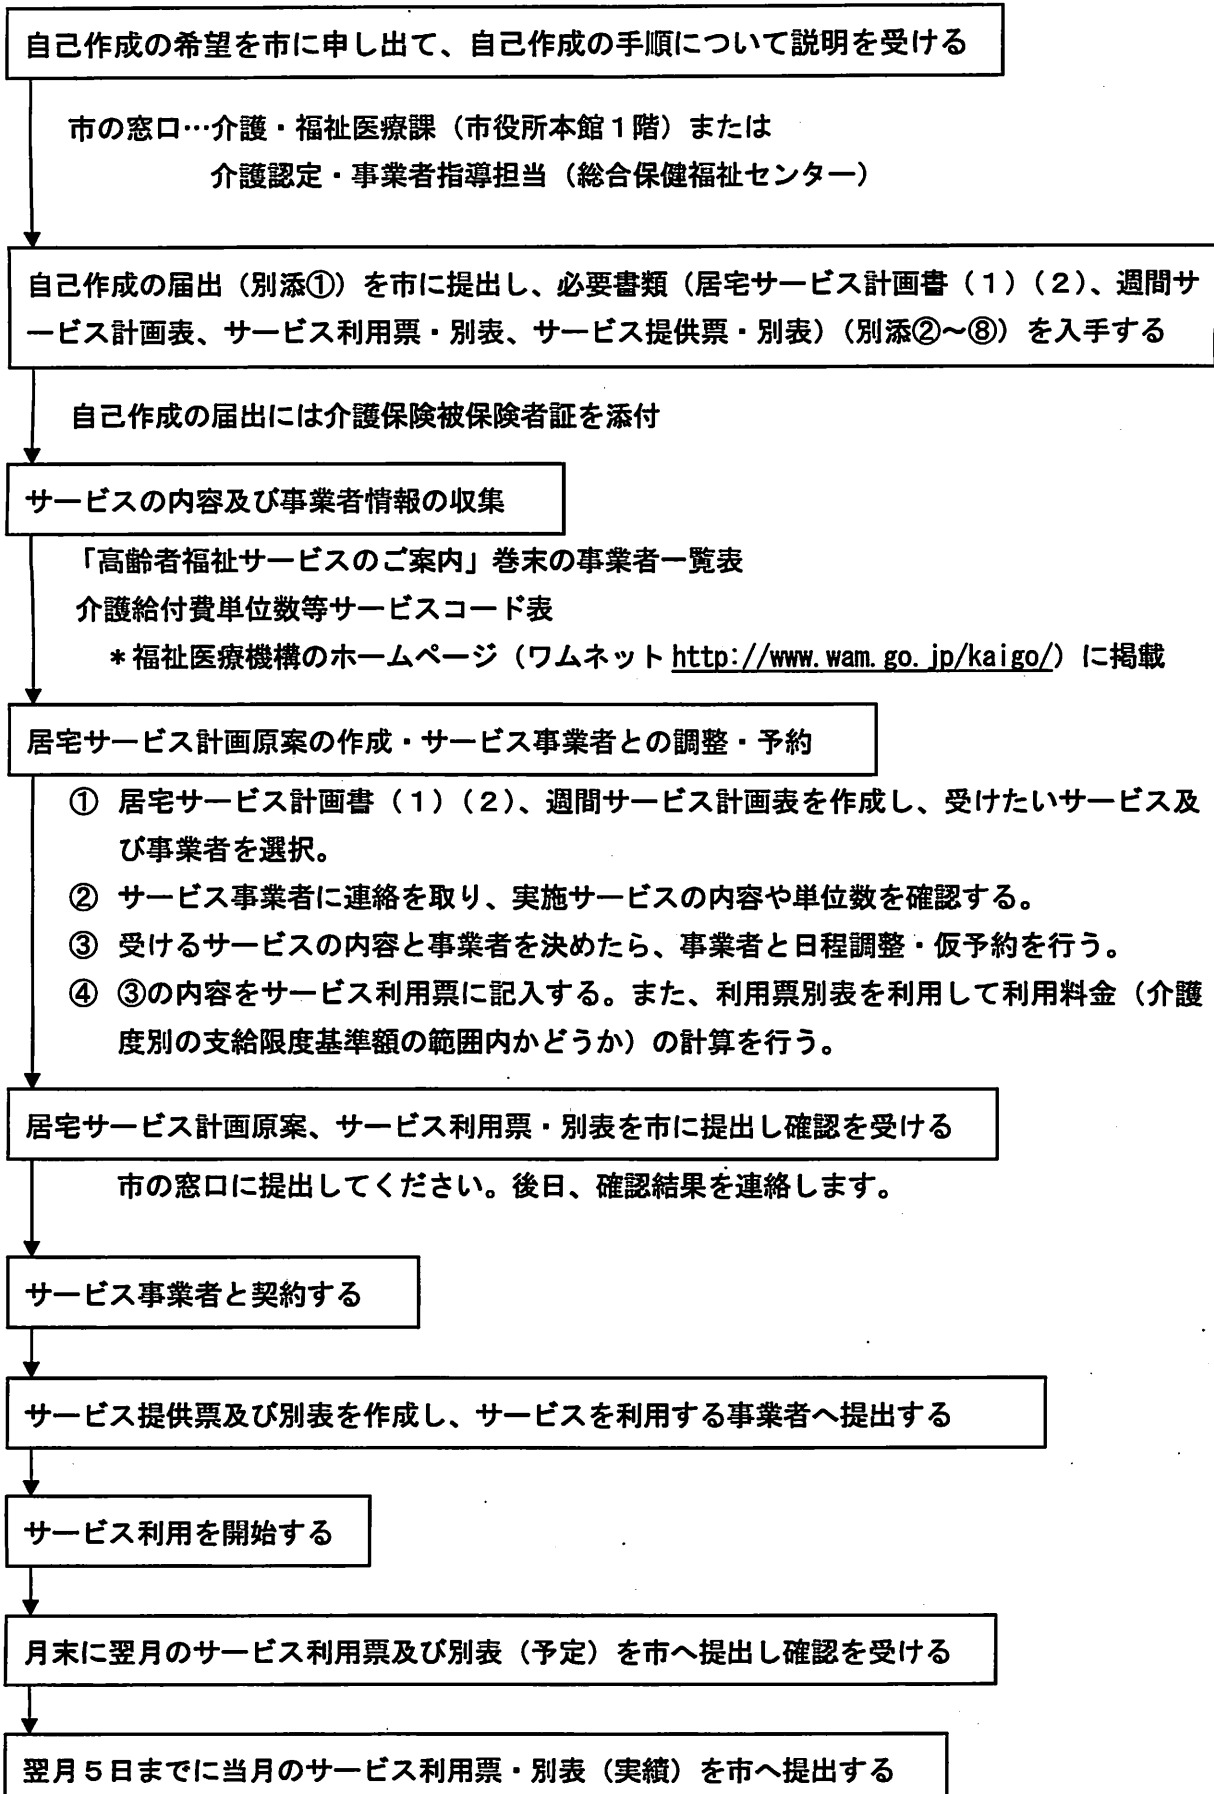 自己作成の希望を市に申し出て、自己作成の手順について説明を受ける
市の窓口…介護・福祉医療課（市役所本館１階）または
介護認定・事業者指導担当（総合保健福祉センター）
自己作成の届出（別添①）を市に提出し、必要書類（居宅サービス計画書（１）（２）、週間サ
ービス計画表、サービス利用票・別表、サービス提供票・別表）（別添②～⑧）を入手する
自己作成の届出には介護保険被保険者証を添付
サービスの内容及び事業者情報の収集
「高齢者福祉サービスのご案内」巻末の事業者一覧表
介護給付費単位数等サービスコード表
＊福祉医療機構のホームページ（ワムネット http://www.wam.go.jp/kaigo/）に掲載
居宅サービス計画原案の作成・サービス事業者との調整・予約
① 居宅サービス計画書（１）（２）、週間サービス計画表を作成し、受けたいサービス及
び事業者を選択。
② サービス事業者に連絡を取り、実施サービスの内容や単位数を確認する。
③ 受けるサービスの内容と事業者を決めたら、事業者と日程調整・仮予約を行う。
④ ③の内容をサービス利用票に記入する。また、利用票別表を利用して利用料金（介護
度別の支給限度基準額の範囲内かどうか）の計算を行う。
居宅サービス計画原案、サービス利用票・別表を市に提出し確認を受ける
市の窓口に提出してください。後日、確認結果を連絡します。
サービス事業者と契約する
サービス提供票及び別表を作成し、サービスを利用する事業者へ提出する
サービス利用を開始する
月末に翌月のサービス利用票及び別表（予定）を市へ提出し確認を受ける
翌月５日までに当月のサービス利用票・別表（実績）を市へ提出する